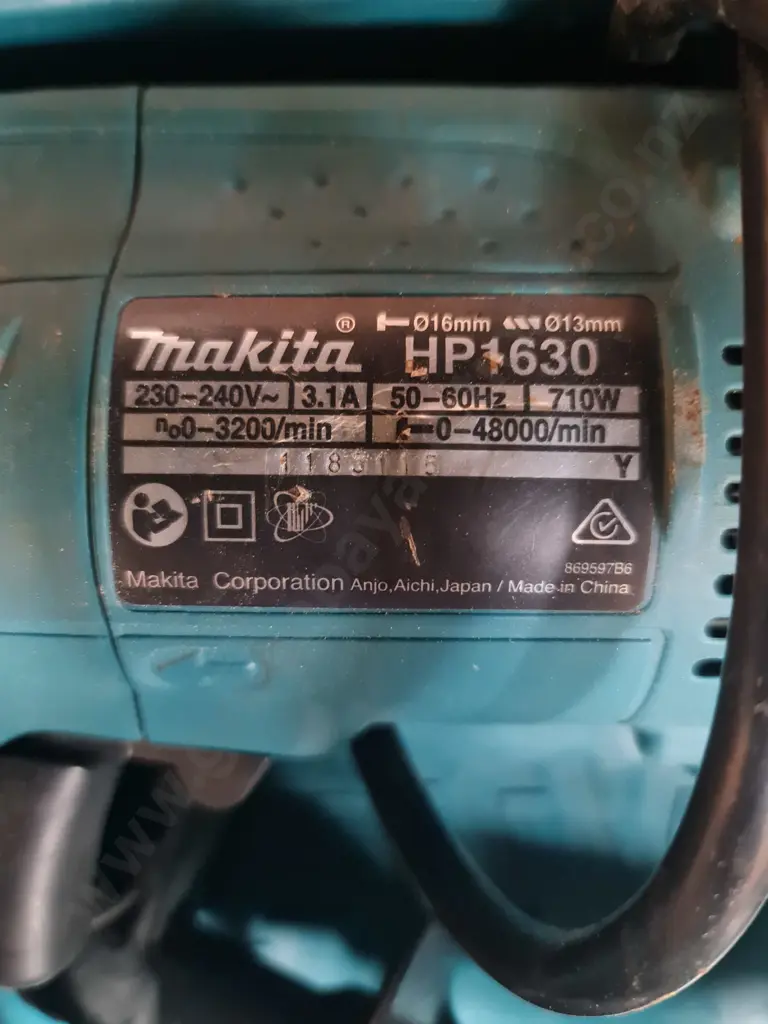 makita ® Ø16mm Ø13mm
HP1630
230-240V~ 3.1A 50-60Hz 710W
n₀0-3200/min 0-48000/min
Y
869597B6
Makita Corporation Anjo,Aichi,Japan / Made in China